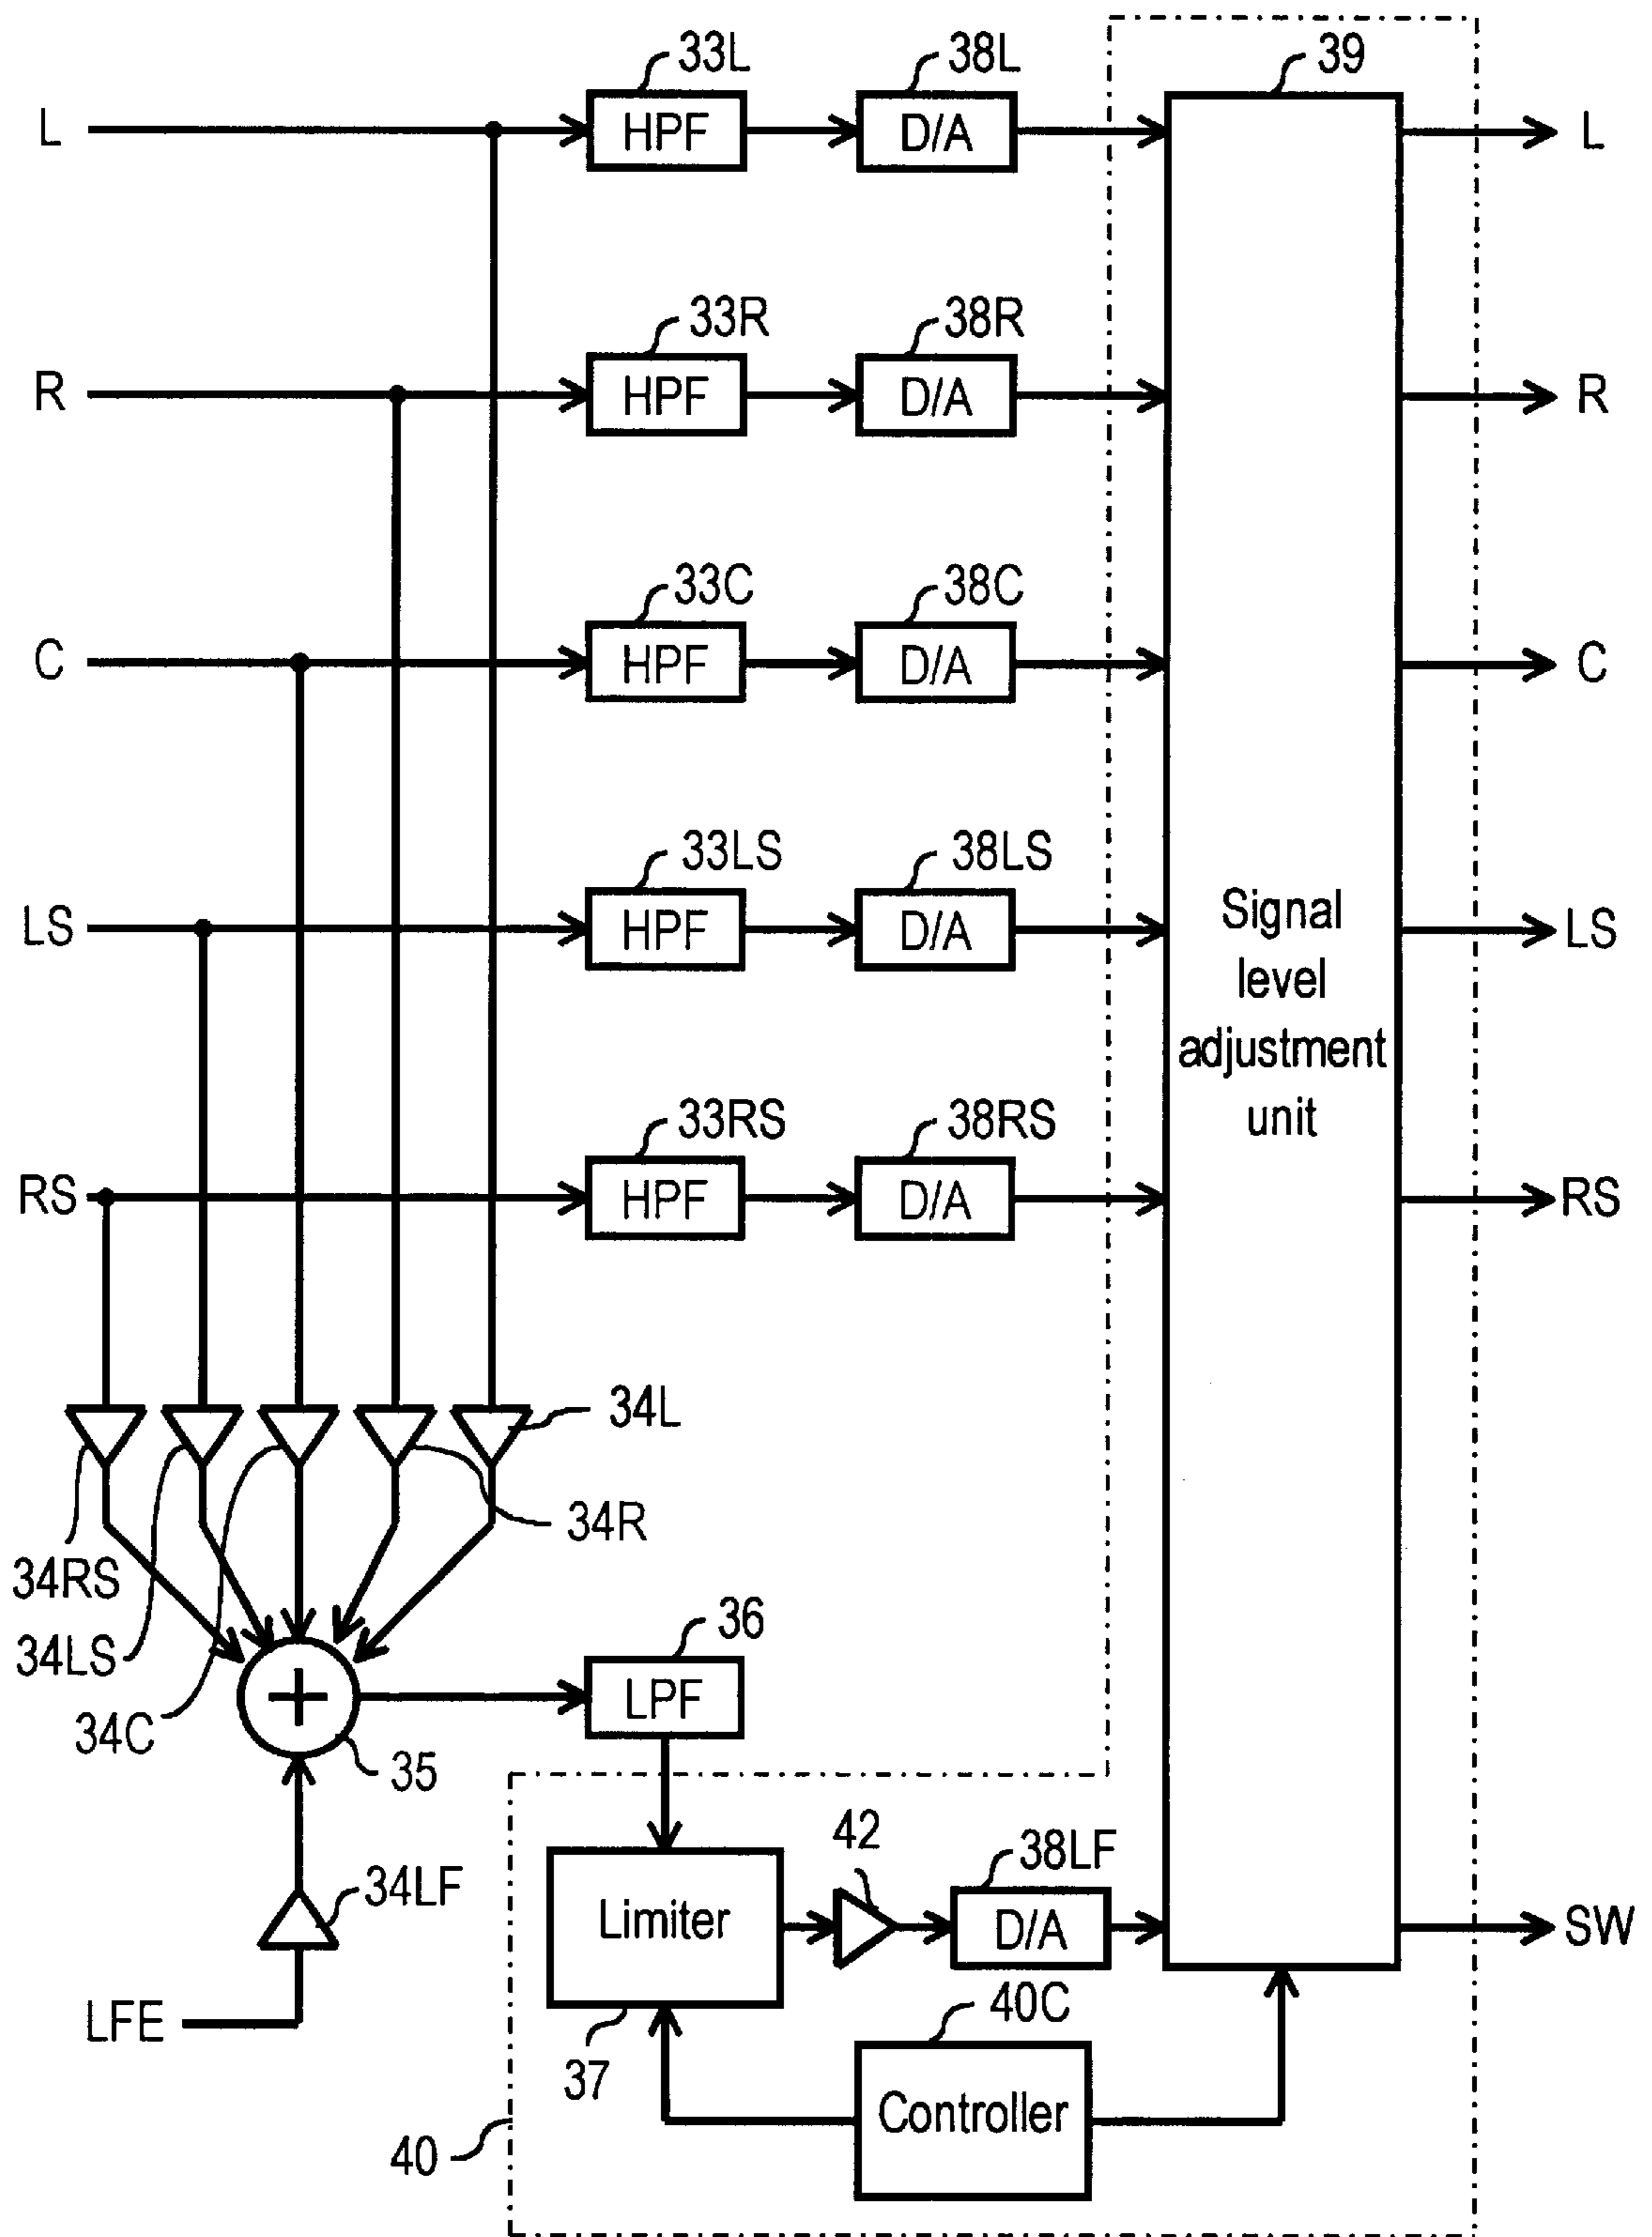 33L 38L 39
L HPF D/A L
33R 38R
R HPF D/A R
33C 38C
C HPF D/A C
33LS 38LS
LS HPF D/A LS
Signal
level
adjustment
unit
33RS 38RS
RS HPF D/A RS
34L
34R
34RS
34LS
34C
36
LPF
35
42
38LF
34LF
Limiter D/A SW
LFE
40C
37
Controller
40